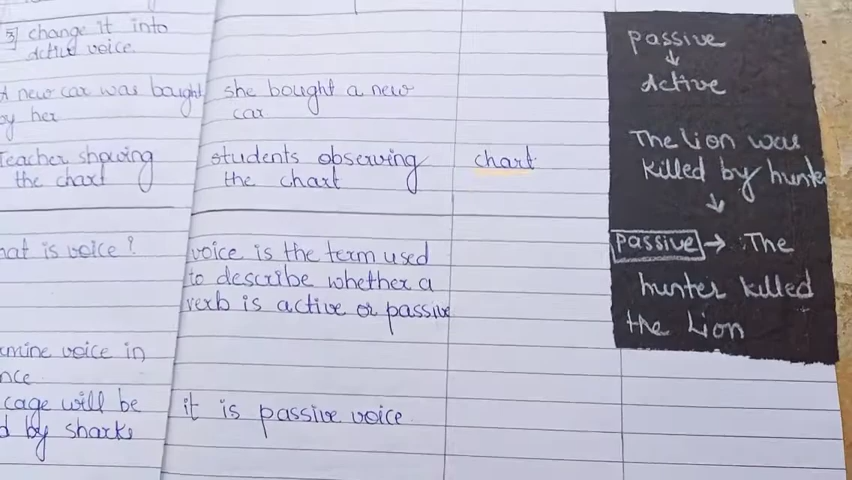 3] change it into
Active voice.
A new car was bought
by her
she bought a new
car
Teacher showing
the chart
students observing
the chart
chart
what is voice?
voice is the term used
to describe whether a
verb is active or passive
voice in
cage will be
by sharks
it is passive voice
passive
↓
Active
The Lion was
killed by hunter
↓
Passive → The
hunter killed
the Lion